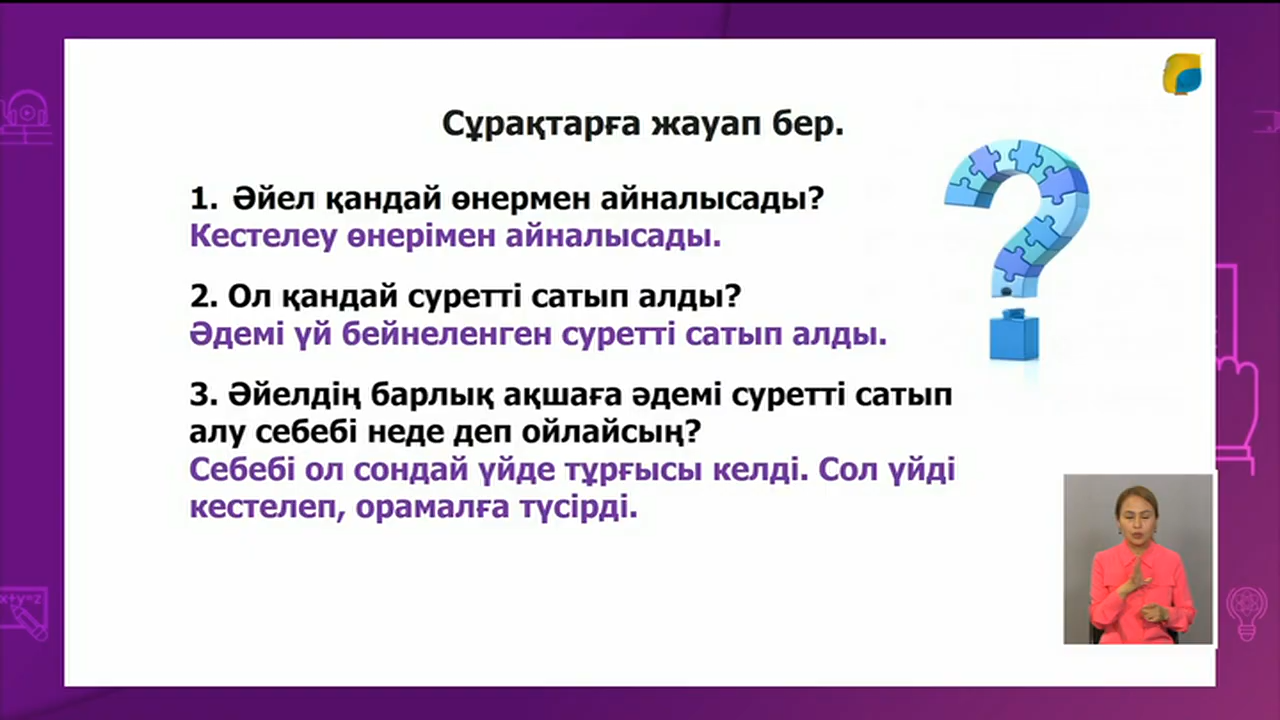 Сұрақтарға жауап бер.
1. Әйел қандай өнермен айналысады?
Кестелеу өнерімен айналысады.
2. Ол қандай суретті сатып алды?
Әдемі үй бейнеленген суретті сатып алды.
3. Әйелдің барлық ақшаға әдемі суретті сатып
алу себебі неде деп ойлайсың?
Себебі ол сондай үйде тұрғысы келді. Сол үйді
кестелеп, орамалға түсірді.
x+y=z